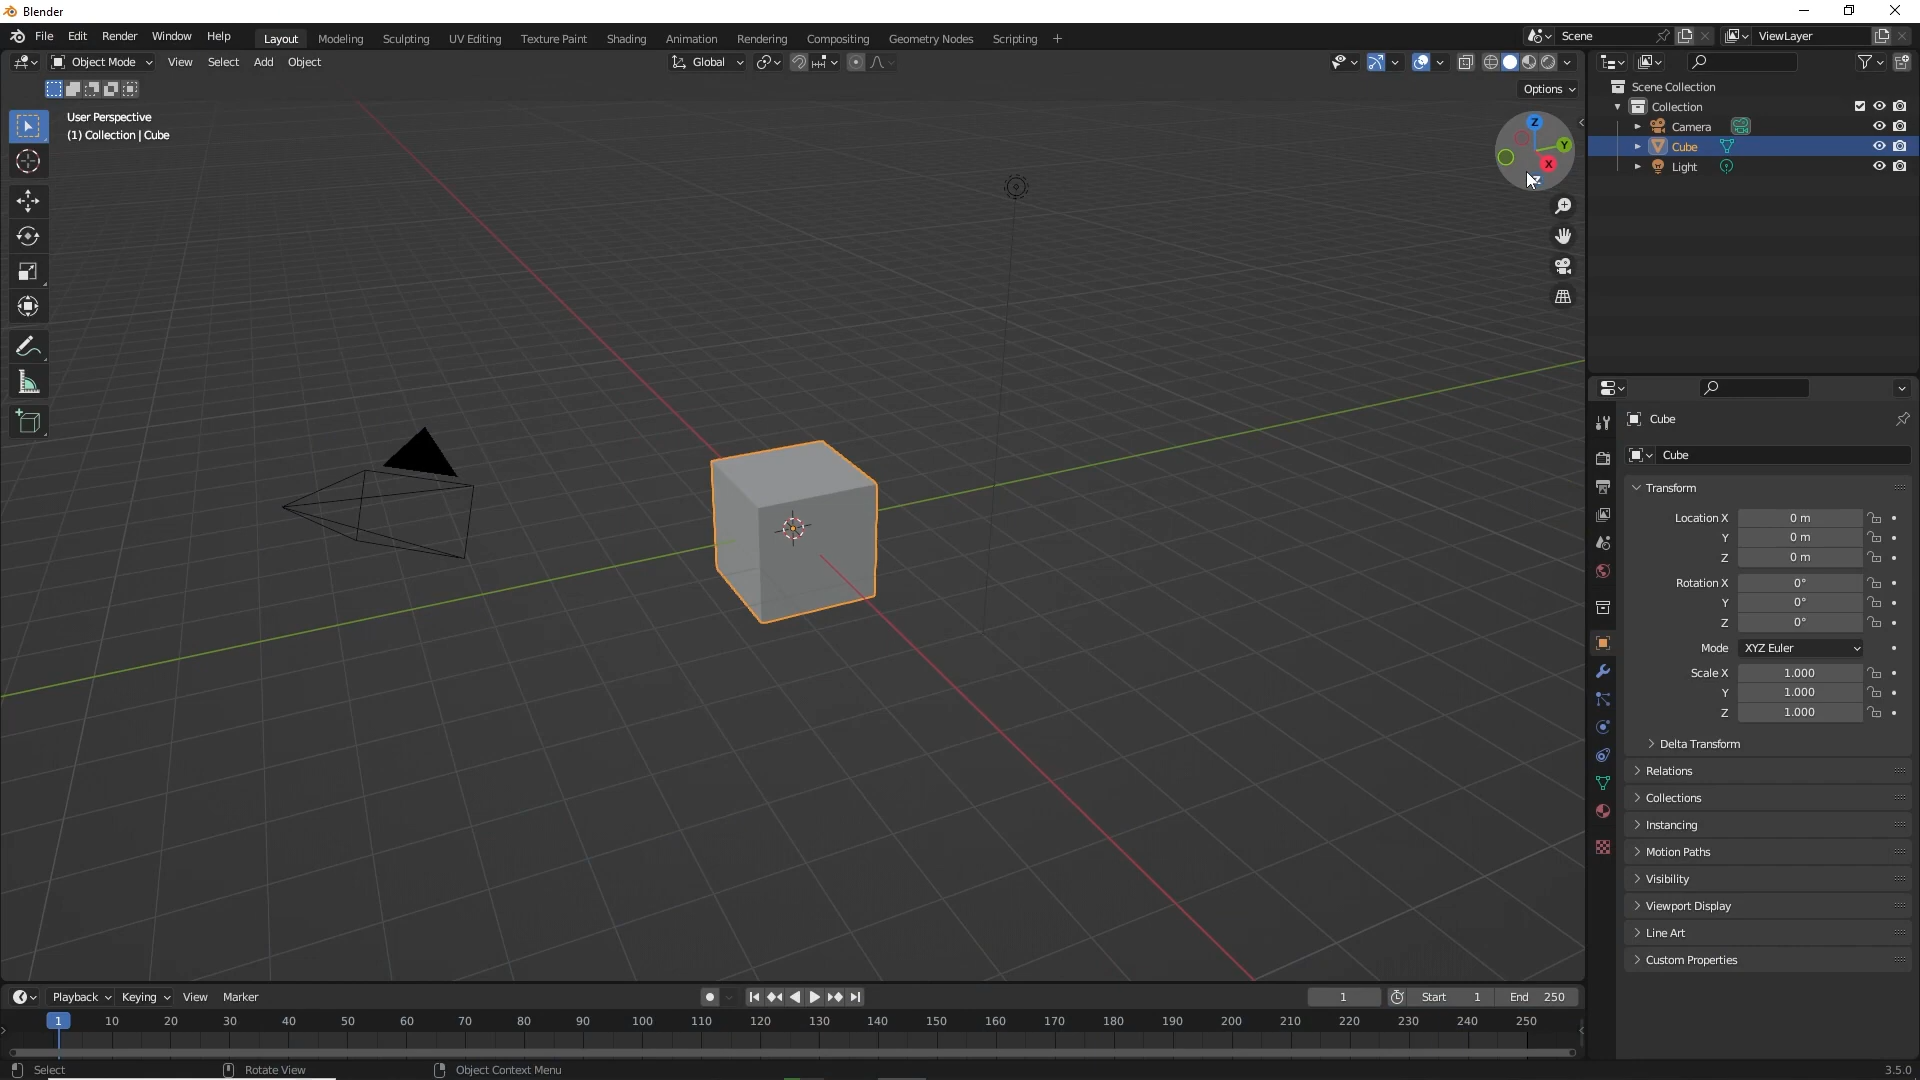 Blender
File Edit Render Window Help Layout Modeling Sculpting UV Editing Texture Paint Shading Animation Rendering Compositing Geometry Nodes Scripting + Scene ViewLayer
Object Mode View Select Add Object Global
Options
User Perspective
(1) Collection | Cube
Z
Y
X
Z
Scene Collection
Collection
Camera
Cube
Light
Cube
Cube
Transform
Location X 0 m
Y 0 m
Z 0 m
Rotation X 0°
Y 0°
Z 0°
Mode XYZ Euler
Scale X 1.000
Y 1.000
Z 1.000
Delta Transform
Relations
Collections
Instancing
Motion Paths
Visibility
Viewport Display
Line Art
Custom Properties
Playback Keying View Marker 1 Start 1 End 250
1 10 20 30 40 50 60 70 80 90 100 110 120 130 140 150 160 170 180 190 200 210 220 230 240 250
Select Rotate View Object Context Menu 3.5.0